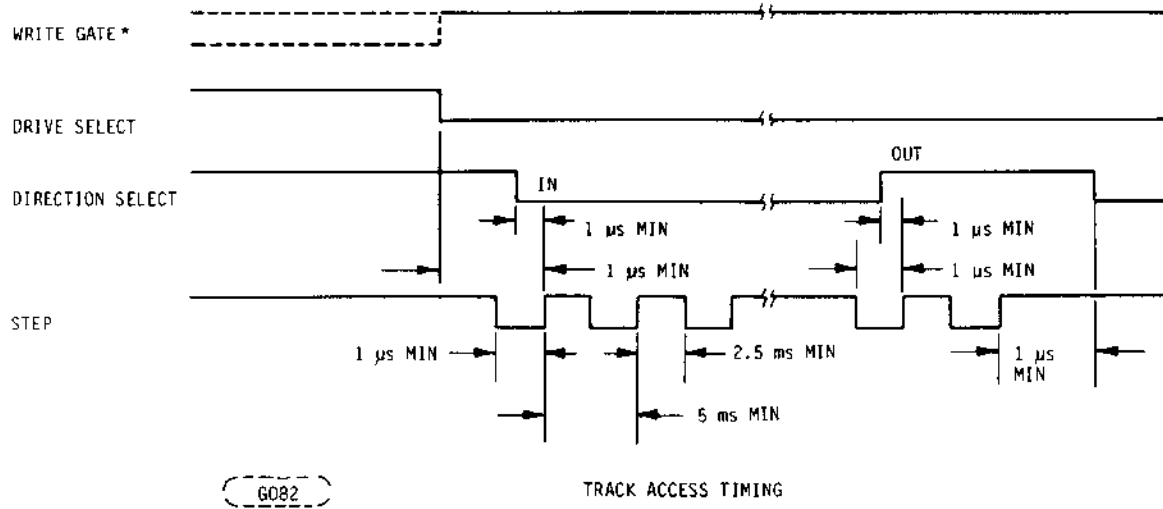 WRITE GATE*
DRIVE SELECT
OUT
DIRECTION SELECT
IN
1 µs MIN
1 µs MIN
1 µs MIN
1 µs MIN
STEP
1 µs MIN
2.5 ms MIN
1 µs
MIN
5 ms MIN
G082
TRACK ACCESS TIMING